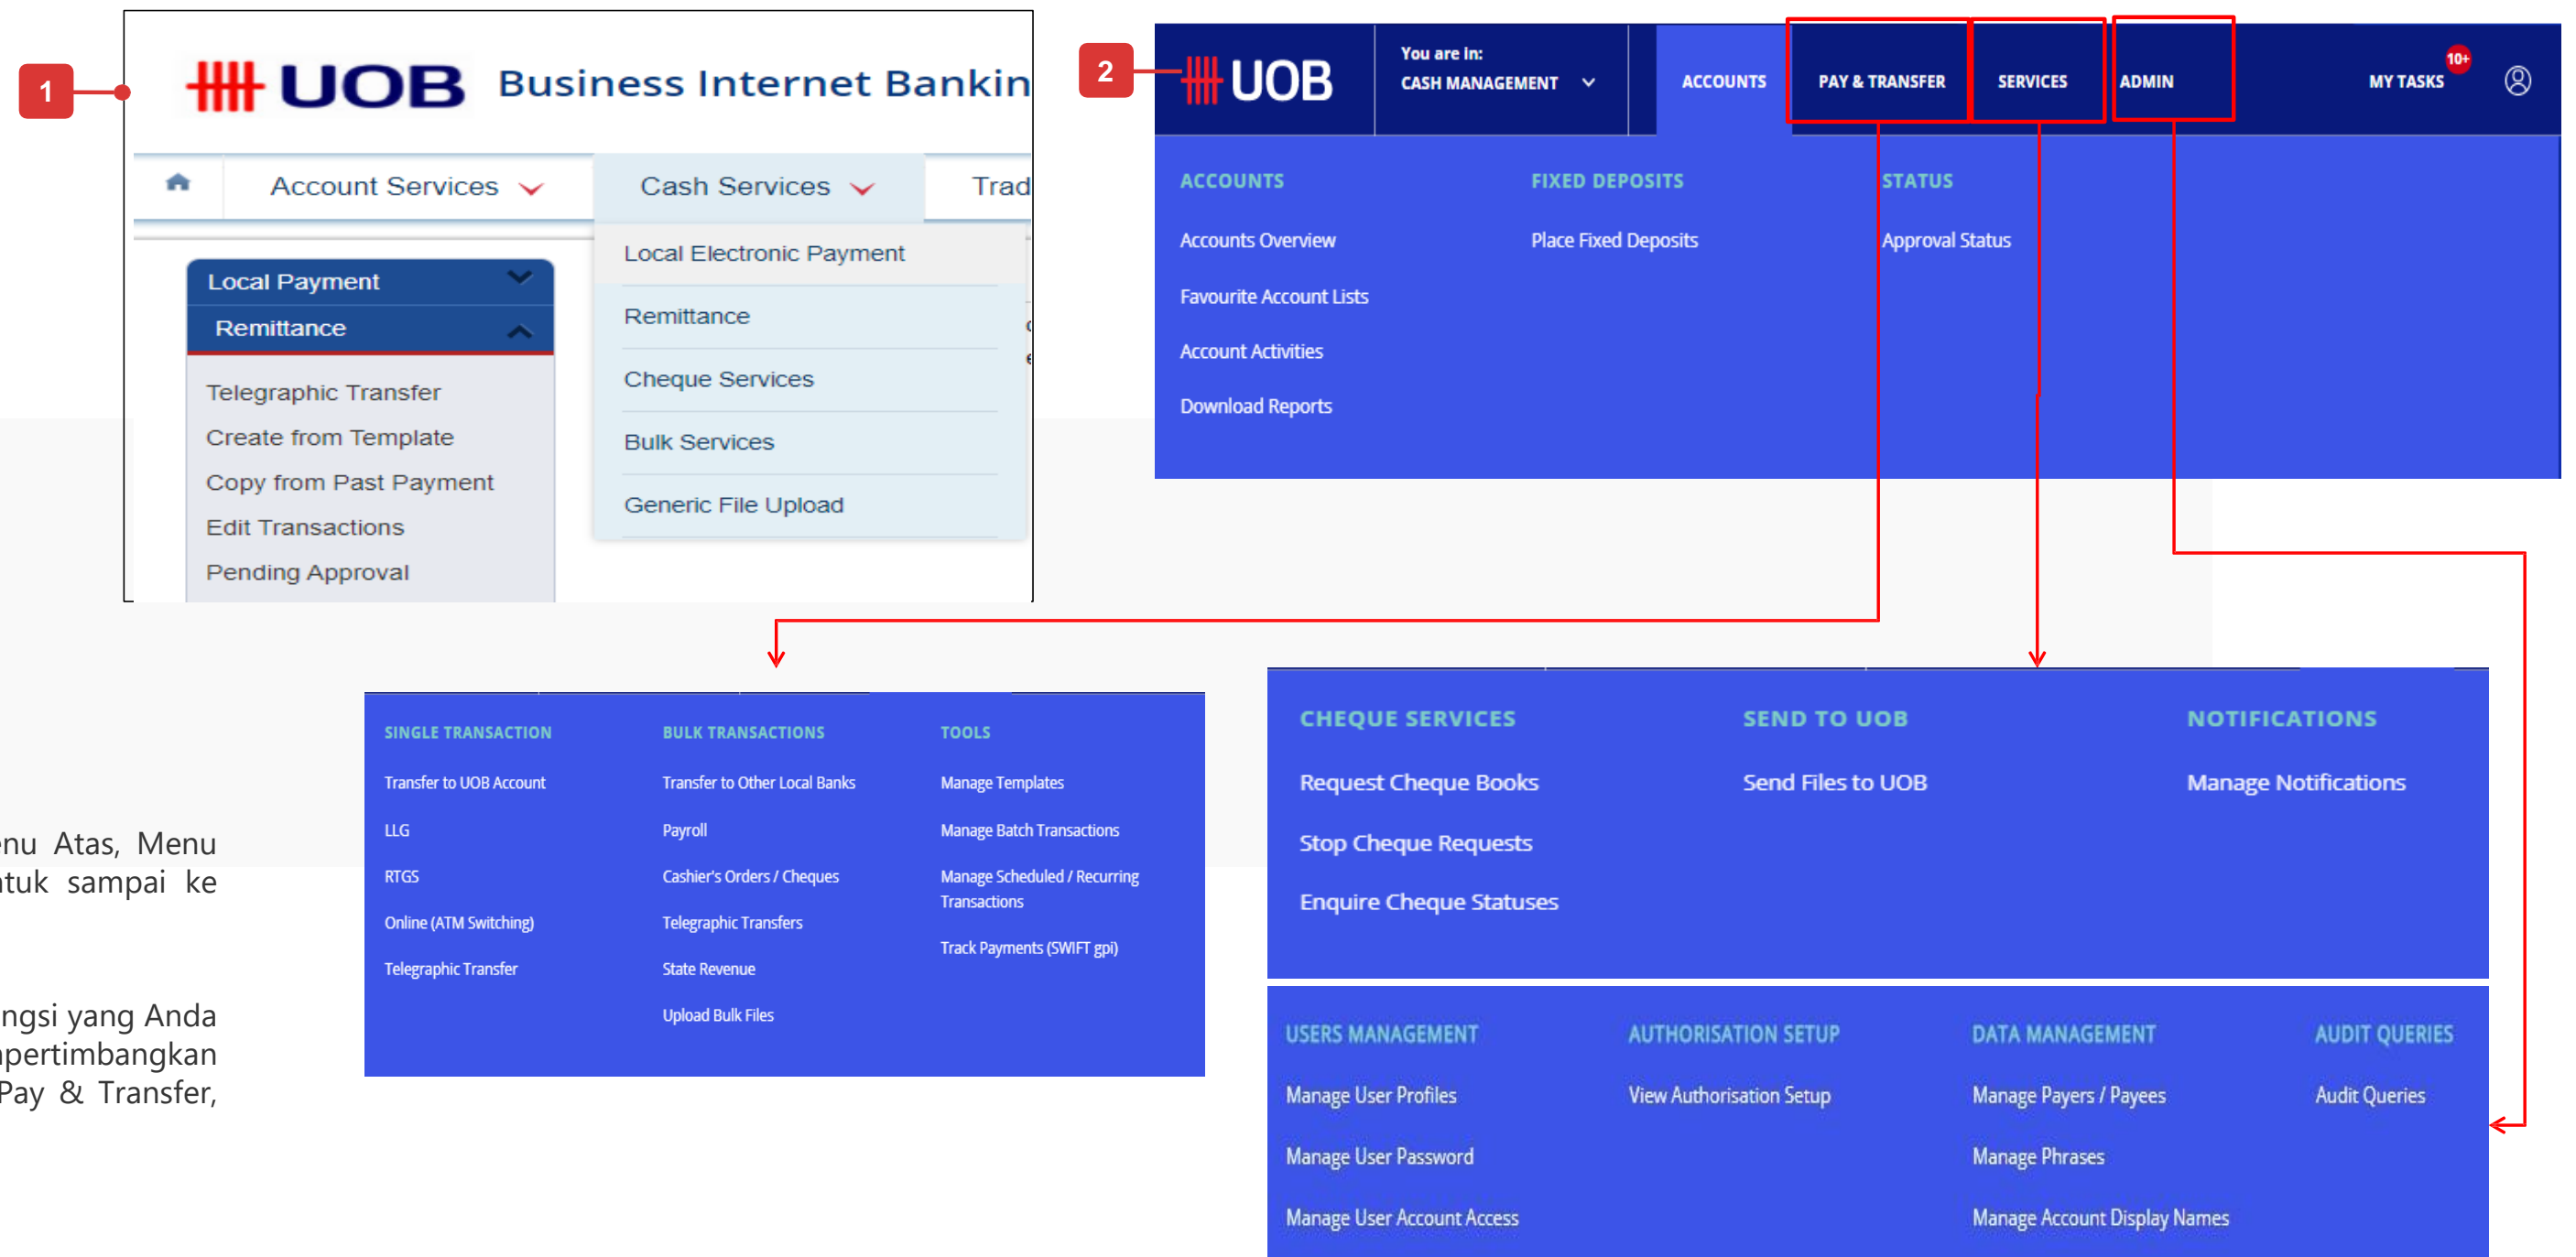 1
UOB Business Internet Bankin
Account Services
Cash Services
Trad
Local Payment
Remittance
Telegraphic Transfer
Create from Template
Copy from Past Payment
Edit Transactions
Pending Approval
Local Electronic Payment
Remittance
Cheque Services
Bulk Services
Generic File Upload
2
UOB
You are in:
CASH MANAGEMENT
ACCOUNTS
PAY & TRANSFER
SERVICES
ADMIN
MY TASKS
10+
ACCOUNTS
Accounts Overview
Favourite Account Lists
Account Activities
Download Reports
FIXED DEPOSITS
Place Fixed Deposits
STATUS
Approval Status
enu Atas, Menu
ntuk sampai ke
ngsi yang Anda
pertimbangkan
Pay & Transfer,
SINGLE TRANSACTION
Transfer to UOB Account
LLG
RTGS
Online (ATM Switching)
Telegraphic Transfer
BULK TRANSACTIONS
Transfer to Other Local Banks
Payroll
Cashier's Orders / Cheques
Telegraphic Transfers
State Revenue
Upload Bulk Files
TOOLS
Manage Templates
Manage Batch Transactions
Manage Scheduled / Recurring
Transactions
Track Payments (SWIFT gpi)
CHEQUE SERVICES
Request Cheque Books
Stop Cheque Requests
Enquire Cheque Statuses
SEND TO UOB
Send Files to UOB
NOTIFICATIONS
Manage Notifications
USERS MANAGEMENT
Manage User Profiles
Manage User Password
Manage User Account Access
AUTHORISATION SETUP
View Authorisation Setup
DATA MANAGEMENT
Manage Payers / Payees
Manage Phrases
Manage Account Display Names
AUDIT QUERIES
Audit Queries